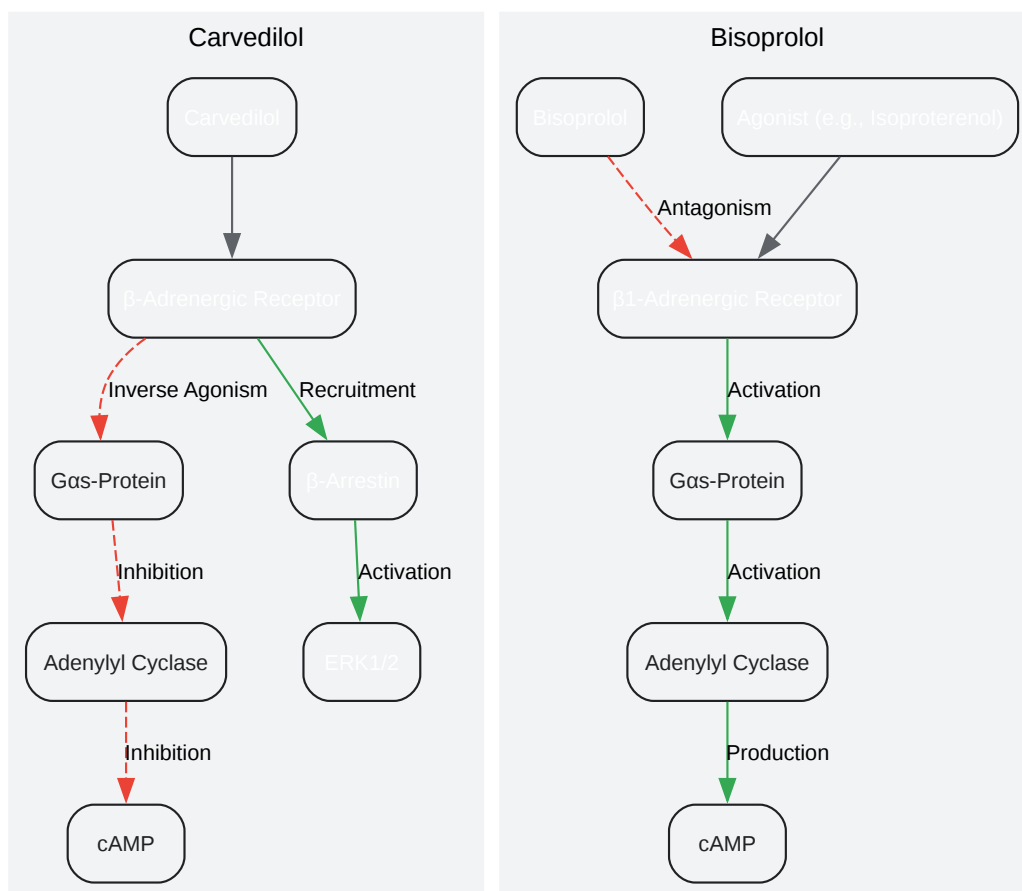 Carvedilol
Carvedilol
β-Adrenergic Receptor
Inverse Agonism
Recruitment
Gαs-Protein
β-Arrestin
Inhibition
Activation
Adenylyl Cyclase
ERK1/2
Inhibition
cAMP
Bisoprolol
Bisoprolol
Agonist (e.g., Isoproterenol)
Antagonism
β1-Adrenergic Receptor
Activation
Gαs-Protein
Activation
Adenylyl Cyclase
Production
cAMP